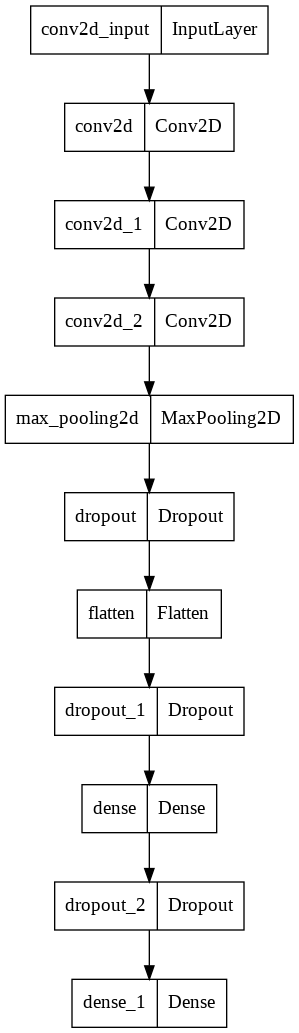 conv2d_input InputLayer
conv2d Conv2D
conv2d_1 Conv2D
conv2d_2 Conv2D
max_pooling2d MaxPooling2D
dropout Dropout
flatten Flatten
dropout_1 Dropout
dense Dense
dropout_2 Dropout
dense_1 Dense